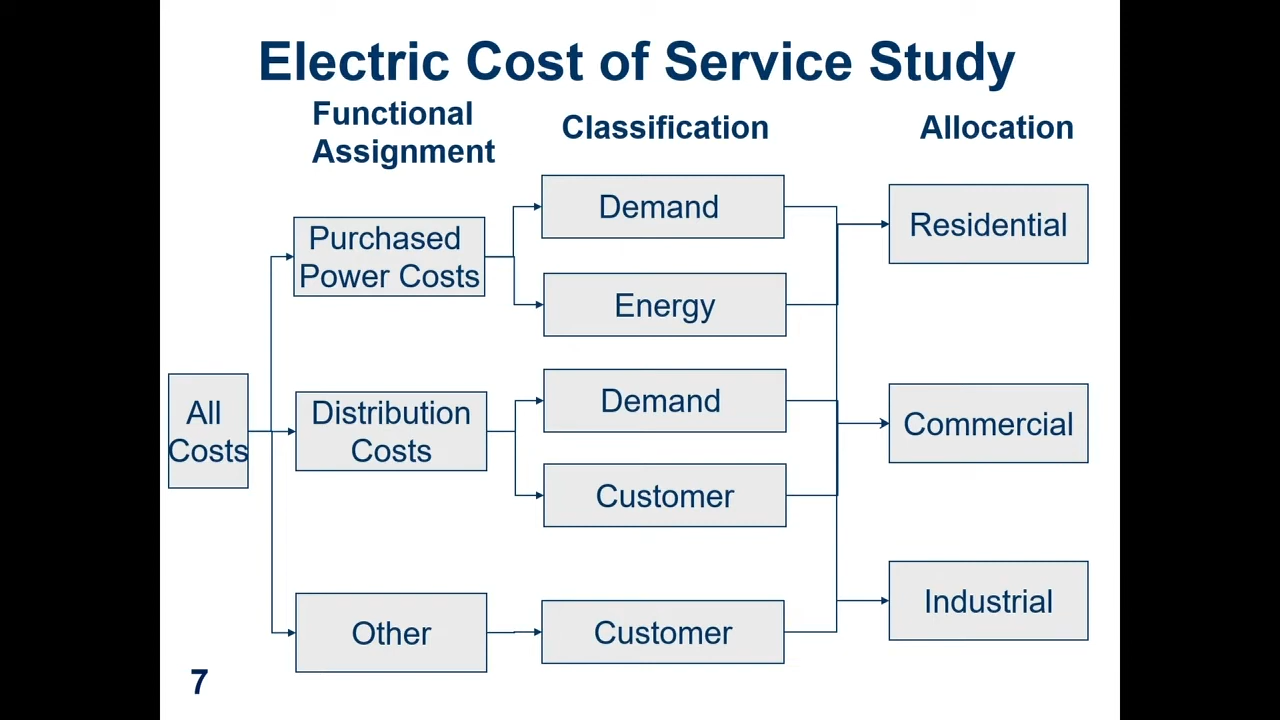 Electric Cost of Service Study
Functional
Assignment
Classification
Allocation
All
Costs
Purchased
Power Costs
Distribution
Costs
Other
Demand
Energy
Demand
Customer
Customer
Residential
Commercial
Industrial
7